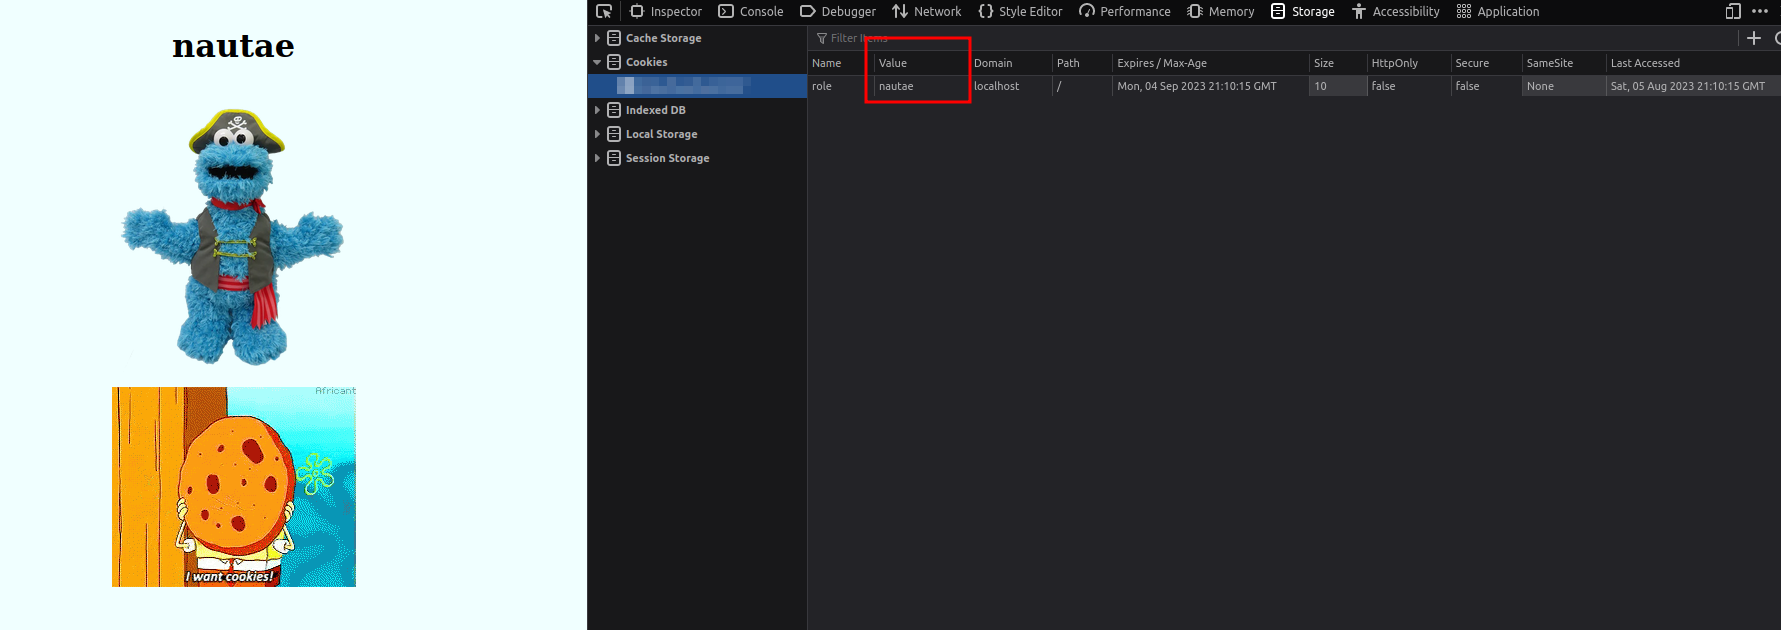 nautae
Africant
I want cookies!
Inspector Console Debugger Network Style Editor Performance Memory Storage Accessibility Application
Cache Storage
Cookies
Indexed DB
Local Storage
Session Storage
Filter Items
Name Value Domain Path Expires / Max-Age Size HttpOnly Secure SameSite Last Accessed
role nautae localhost / Mon, 04 Sep 2023 21:10:15 GMT 10 false false None Sat, 05 Aug 2023 21:10:15 GMT